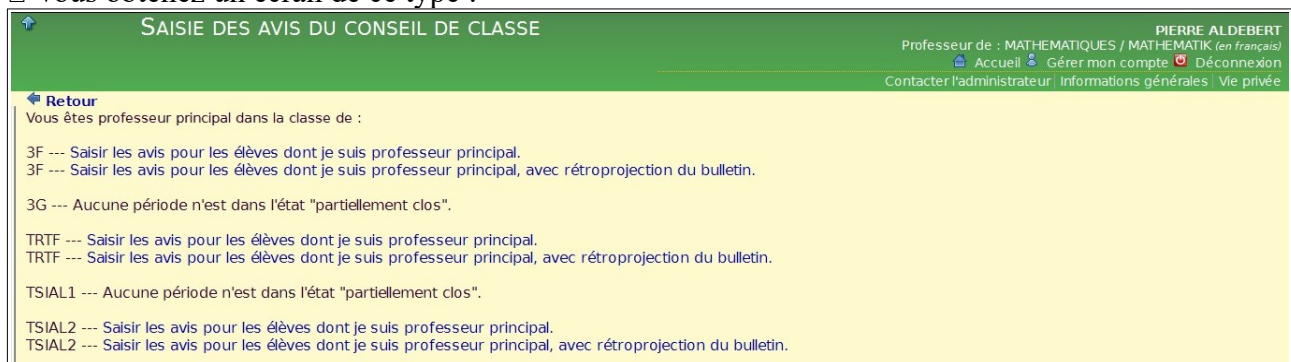 Vous obtenez un écran de ce type :
SAISIE DES AVIS DU CONSEIL DE CLASSE
PIERRE ALDEBERT
Professeur de : MATHEMATIQUES / MATHEMATIK (en français)
Accueil Gérer mon compte Déconnexion
Contacter l'administrateur| Informations générales| Vie privée
Retour
Vous êtes professeur principal dans la classe de :
3F --- Saisir les avis pour les élèves dont je suis professeur principal.
3F --- Saisir les avis pour les élèves dont je suis professeur principal, avec rétroprojection du bulletin.
3G --- Aucune période n'est dans l'état "partiellement clos".
TRTF --- Saisir les avis pour les élèves dont je suis professeur principal.
TRTF --- Saisir les avis pour les élèves dont je suis professeur principal, avec rétroprojection du bulletin.
TSIAL1 --- Aucune période n'est dans l'état "partiellement clos".
TSIAL2 --- Saisir les avis pour les élèves dont je suis professeur principal.
TSIAL2 --- Saisir les avis pour les élèves dont je suis professeur principal, avec rétroprojection du bulletin.